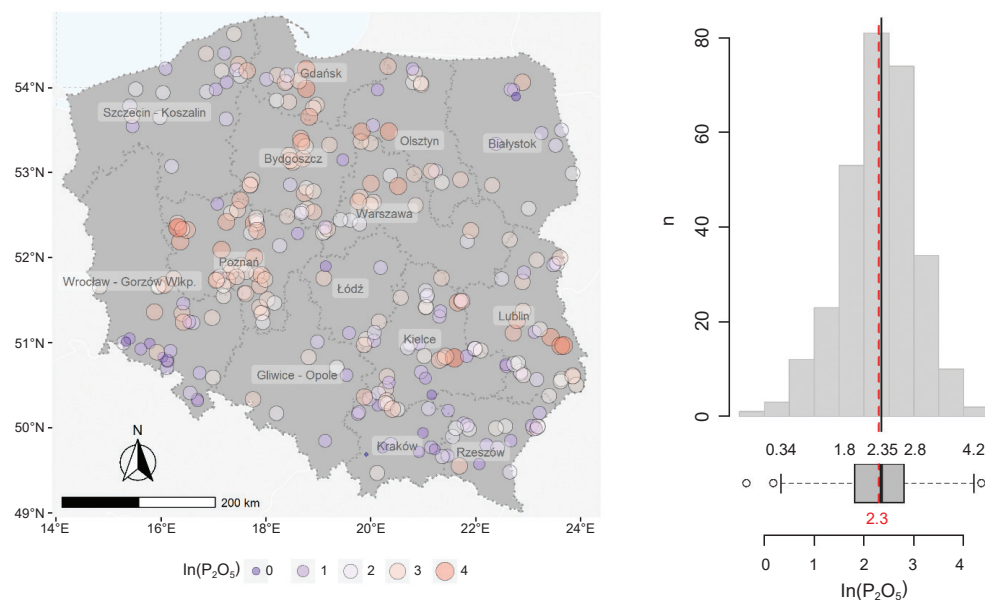 54°N
53°N
52°N
51°N
50°N
49°N
Gdańsk
Szczecin - Koszalin
Olsztyn
Białystok
Bydgoszcz
Warszawa
Poznań
Wrocław - Gorzów Wlkp.
Łódź
Lublin
Kielce
Gliwice - Opole
Kraków
Rzeszów
N
200 km
14°E 16°E 18°E 20°E 22°E 24°E
ln(P₂O₅) 0 1 2 3 4
80
60
40
20
0
n
0.34 1.8 2.35 2.8 4.2
2.3
0 1 2 3 4
ln(P₂O₅)